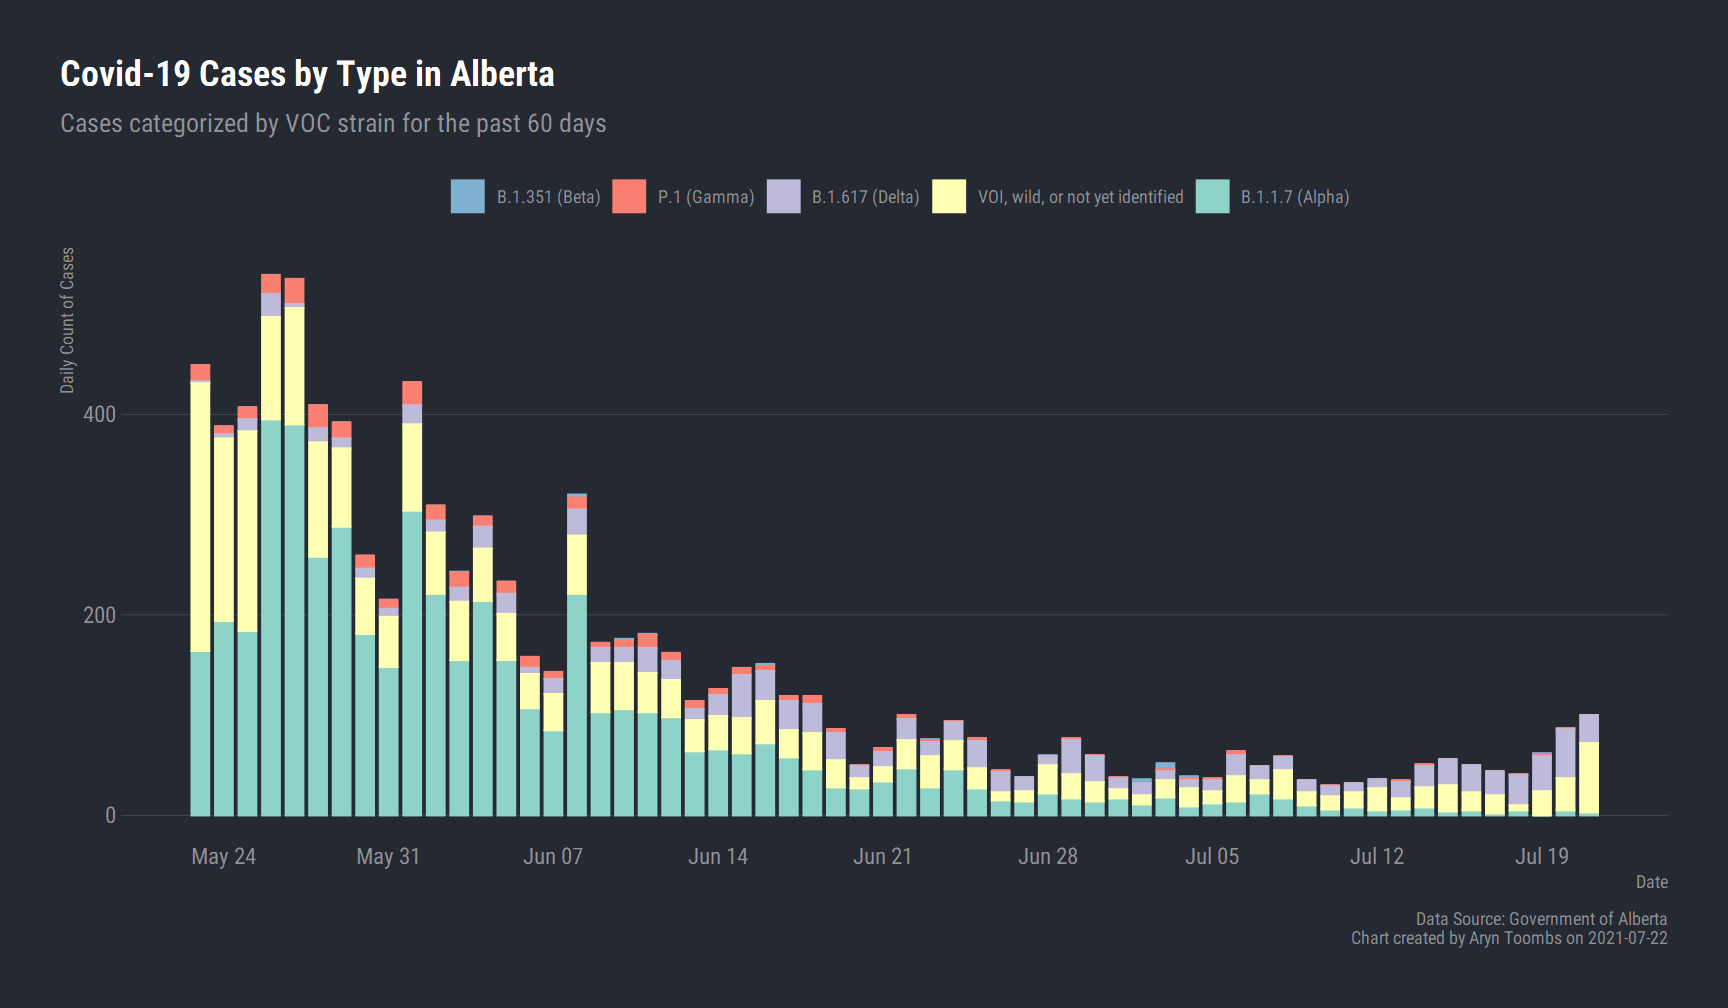 Covid-19 Cases by Type in Alberta
Cases categorized by VOC strain for the past 60 days
B.1.351 (Beta) P.1 (Gamma) B.1.617 (Delta) VOI, wild, or not yet identified B.1.1.7 (Alpha)
Daily Count of Cases
400
200
0
May 24 May 31 Jun 07 Jun 14 Jun 21 Jun 28 Jul 05 Jul 12 Jul 19
Date
Data Source: Government of Alberta
Chart created by Aryn Toombs on 2021-07-22